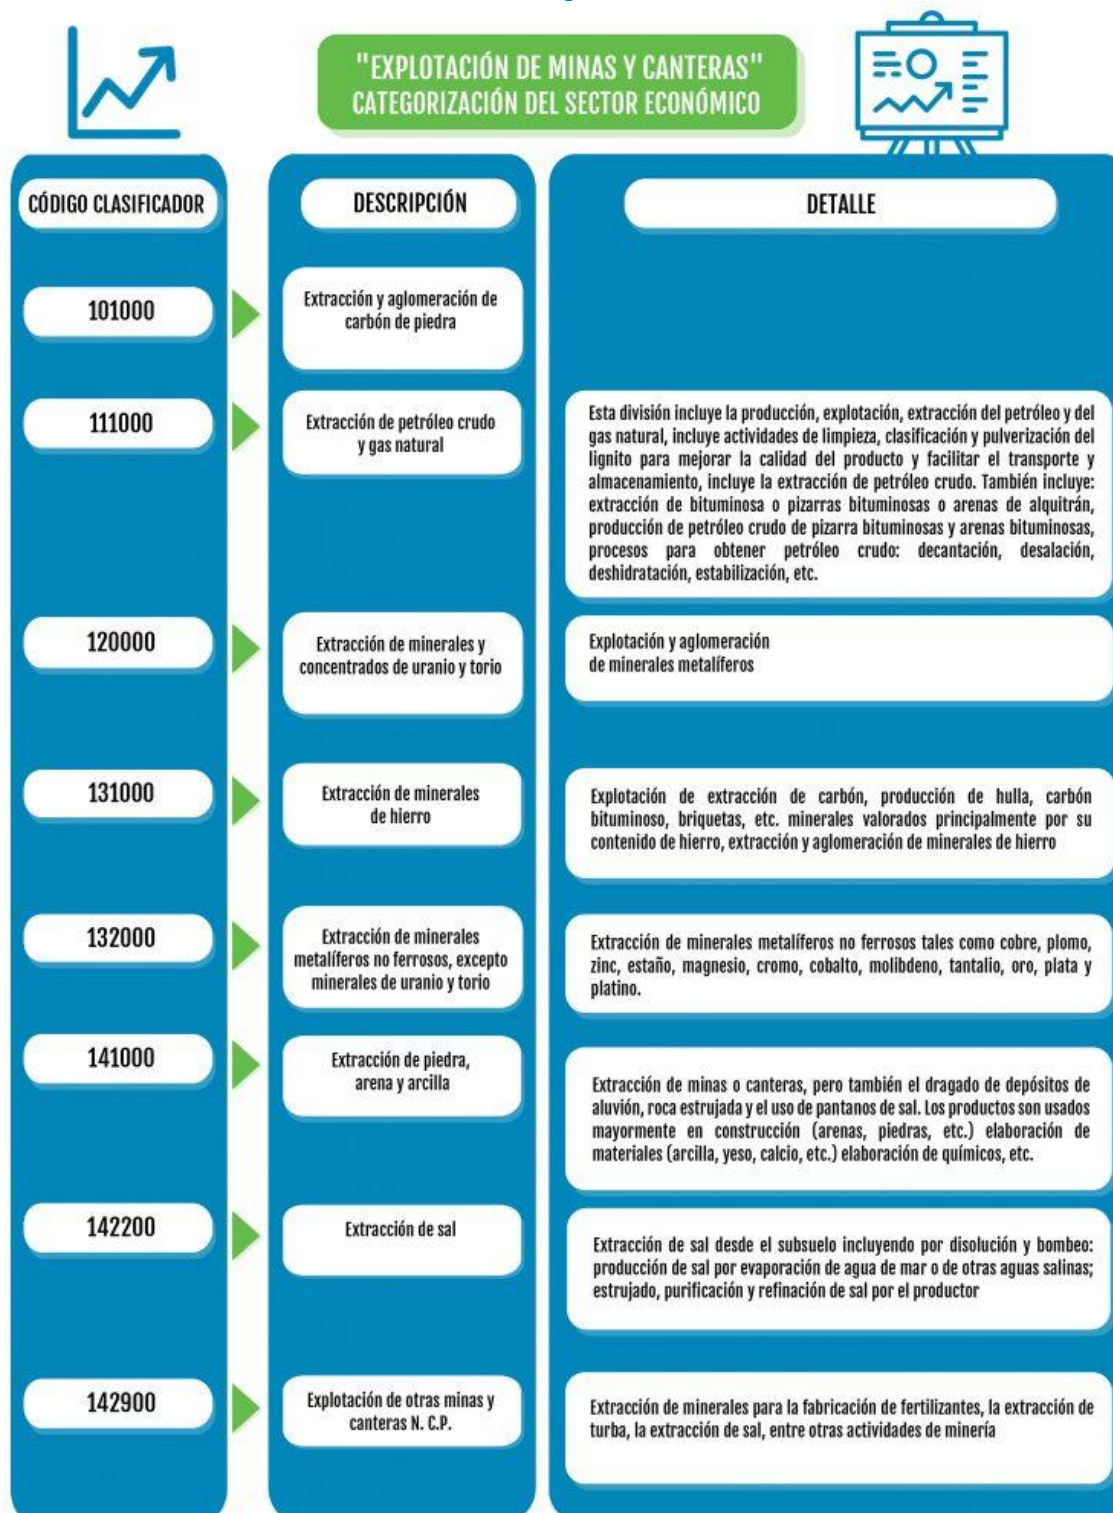 "EXPLOTACIÓN DE MINAS Y CANTERAS"
CATEGORIZACIÓN DEL SECTOR ECONÓMICO
CÓDIGO CLASIFICADOR
DESCRIPCIÓN
DETALLE
101000
Extracción y aglomeración de
carbón de piedra
111000
Extracción de petróleo crudo
y gas natural
Esta división incluye la producción, explotación, extracción del petróleo y del
gas natural, incluye actividades de limpieza, clasificación y pulverización del
lignito para mejorar la calidad del producto y facilitar el transporte y
almacenamiento, incluye la extracción de petróleo crudo. También incluye:
extracción de bituminosa o pizarras bituminosas o arenas de alquitrán,
producción de petróleo crudo de pizarra bituminosas y arenas bituminosas,
procesos para obtener petróleo crudo: decantación, desalación,
deshidratación, estabilización, etc.
120000
Extracción de minerales y
concentrados de uranio y torio
Explotación y aglomeración
de minerales metalíferos
131000
Extracción de minerales
de hierro
Explotación de extracción de carbón, producción de hulla, carbón
bituminoso, briquetas, etc. minerales valorados principalmente por su
contenido de hierro, extracción y aglomeración de minerales de hierro
132000
Extracción de minerales
metalíferos no ferrosos, excepto
minerales de uranio y torio
Extracción de minerales metalíferos no ferrosos tales como cobre, plomo,
zinc, estaño, magnesio, cromo, cobalto, molibdeno, tantalio, oro, plata y
platino.
141000
Extracción de piedra,
arena y arcilla
Extracción de minas o canteras, pero también el dragado de depósitos de
aluvión, roca estrujada y el uso de pantanos de sal. Los productos son usados
mayormente en construcción (arenas, piedras, etc.) elaboración de
materiales (arcilla, yeso, calcio, etc.) elaboración de químicos, etc.
142200
Extracción de sal
Extracción de sal desde el subsuelo incluyendo por disolución y bombeo:
producción de sal por evaporación de agua de mar o de otras aguas salinas;
estrujado, purificación y refinación de sal por el productor
142900
Explotación de otras minas y
canteras N. C.P.
Extracción de minerales para la fabricación de fertilizantes, la extracción de
turba, la extracción de sal, entre otras actividades de minería